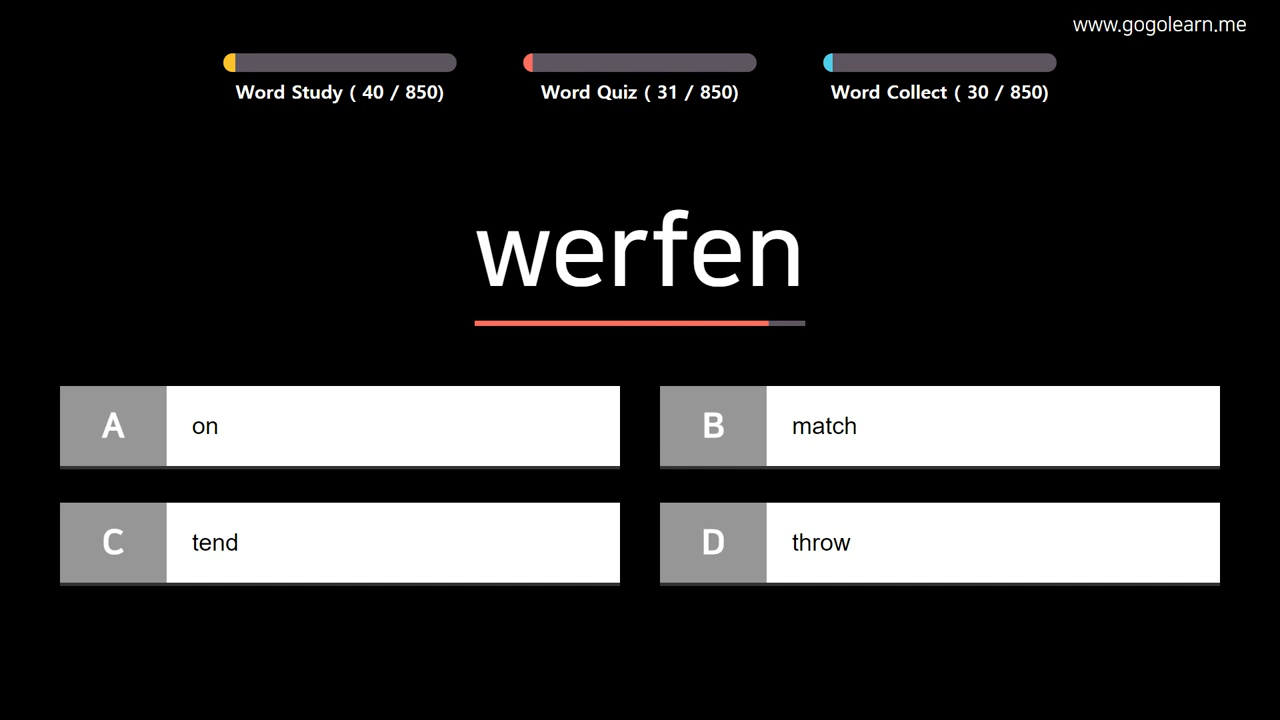 www.gogolearn.me
Word Study ( 40 / 850)
Word Quiz ( 31 / 850)
Word Collect ( 30 / 850)
werfen
A on
B match
C tend
D throw